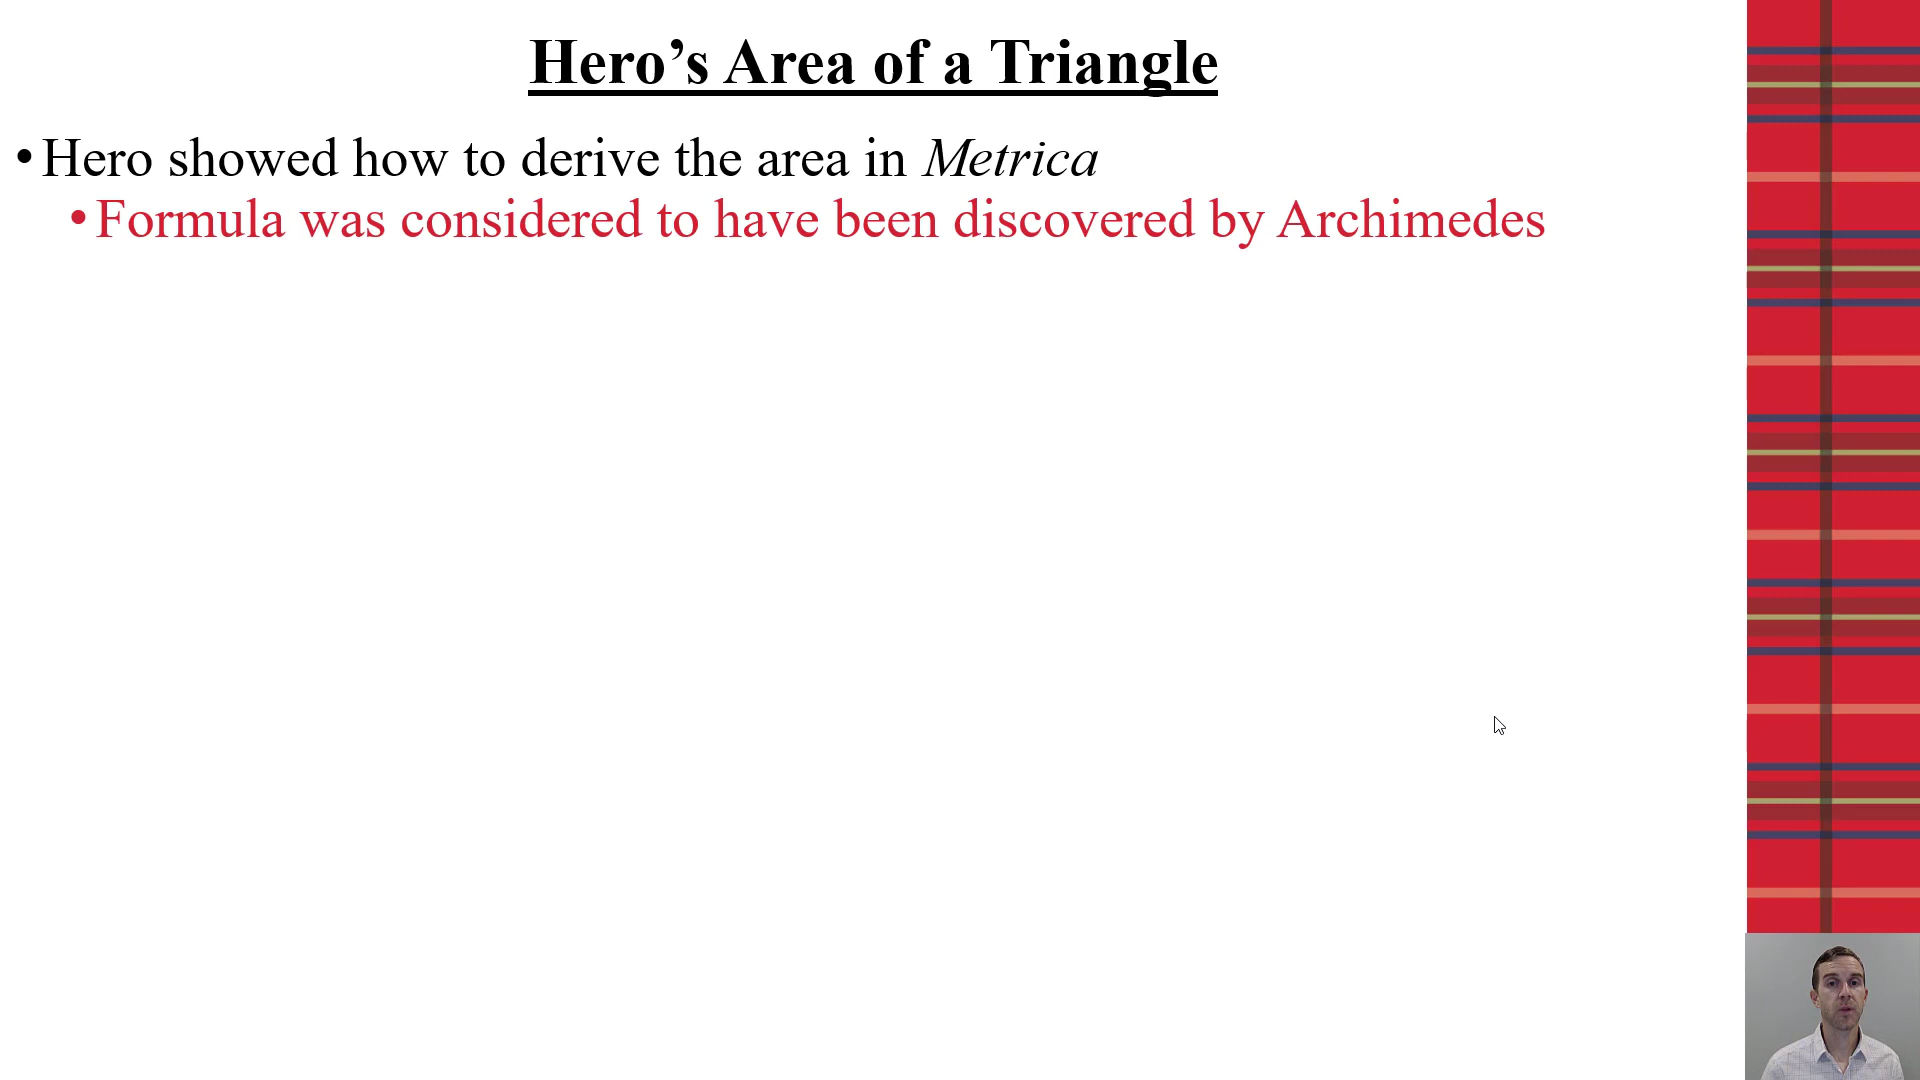 Hero’s Area of a Triangle
• Hero showed how to derive the area in Metrica
• Formula was considered to have been discovered by Archimedes